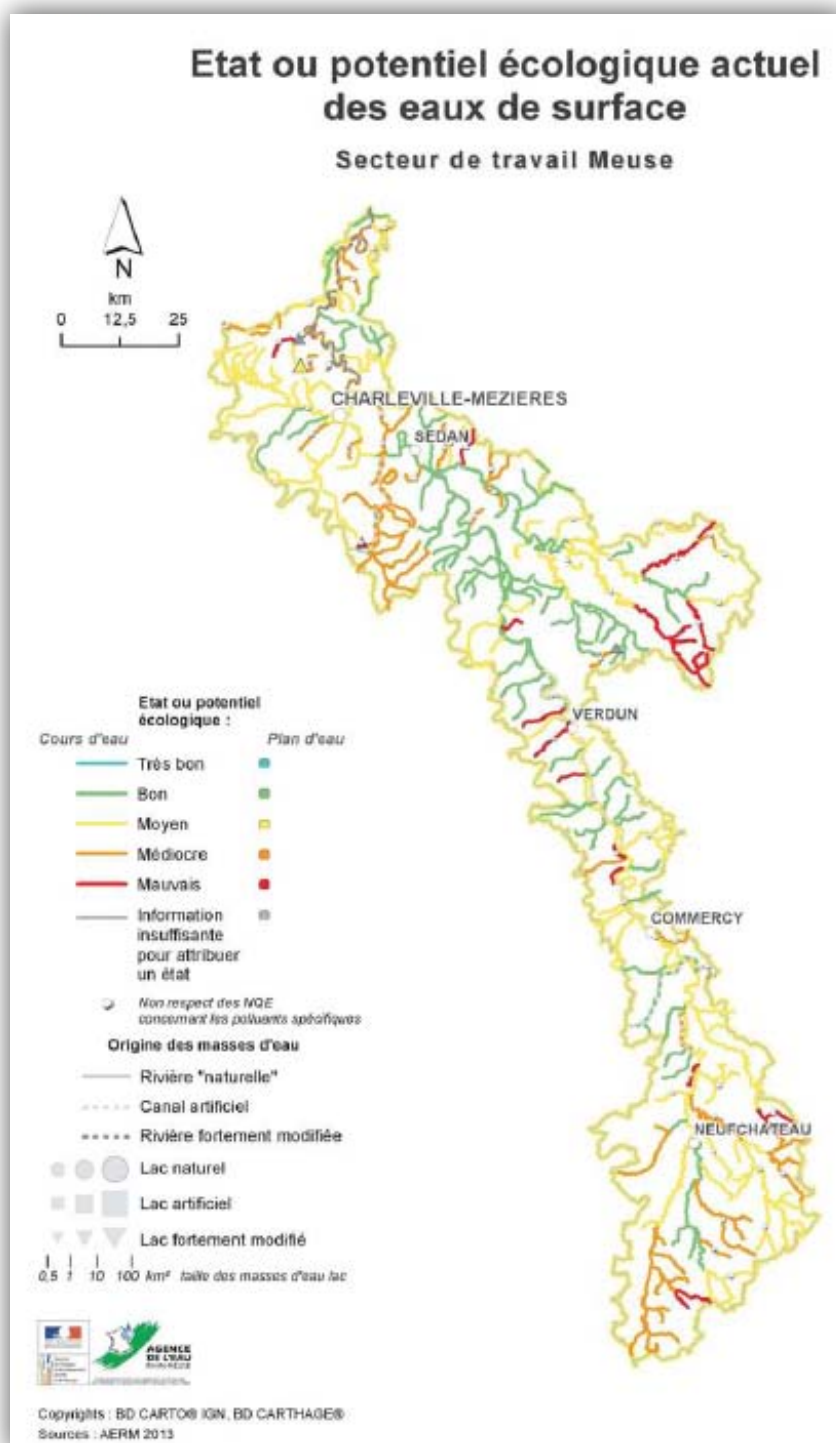 Etat ou potentiel écologique actuel
des eaux de surface
Secteur de travail Meuse
N
km
0 12,5 25
CHARLEVILLE-MEZIERES
SEDAN
VERDUN
COMMERCY
NEUFCHATEAU
Etat ou potentiel
écologique :
Cours d'eau Plan d'eau
Très bon
Bon
Moyen
Médiocre
Mauvais
Information
insuffisante
pour attribuer
un état
Non respect des NQE
concernant les polluants spécifiques
Origine des masses d'eau
Rivière "naturelle"
Canal artificiel
Rivière fortement modifiée
Lac naturel
Lac artificiel
Lac fortement modifié
0,5 1 10 100 km² taille des masses d'eau lac
AGENCE
DE L'EAU
RHIN-MEUSE
Copyrights : BD CARTO® IGN, BD CARTHAGE®
Sources : AERM 2013